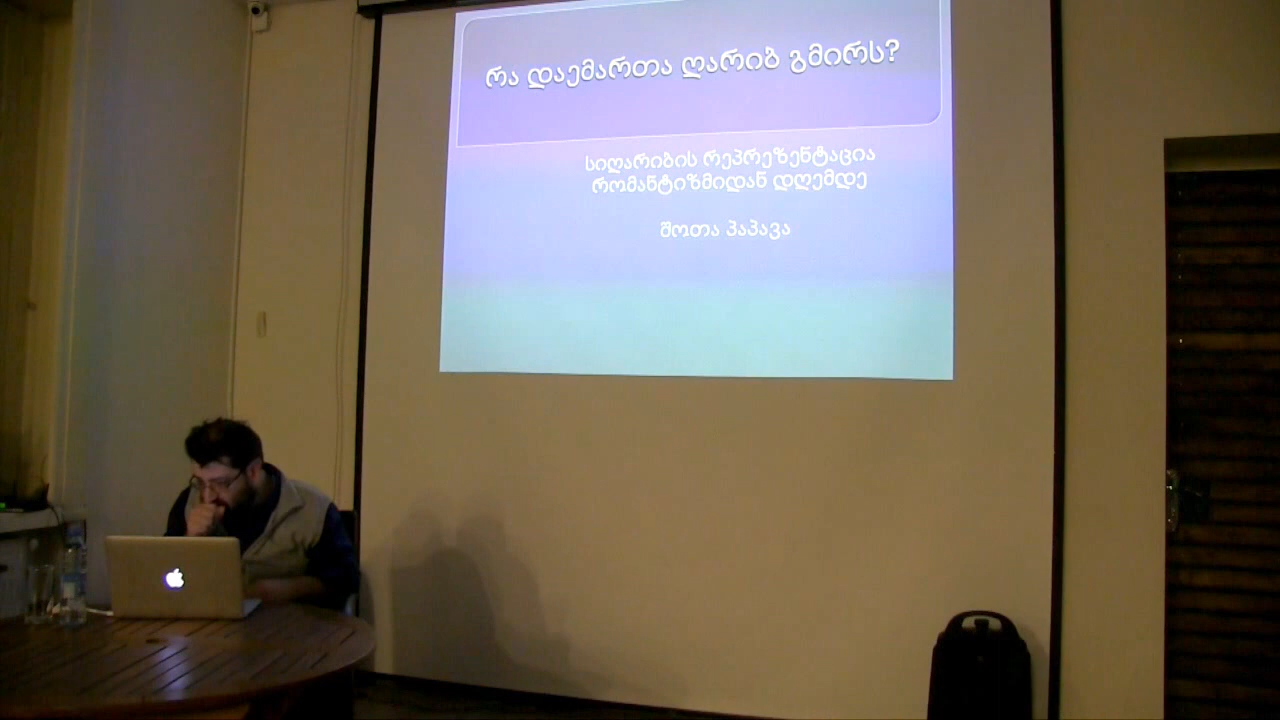 რა დაემართა ღარიბ გმირს?
სიღარიბის რეპრეზენტაცია
რომანტიზმიდან დღემდე
შოთა პაპავა